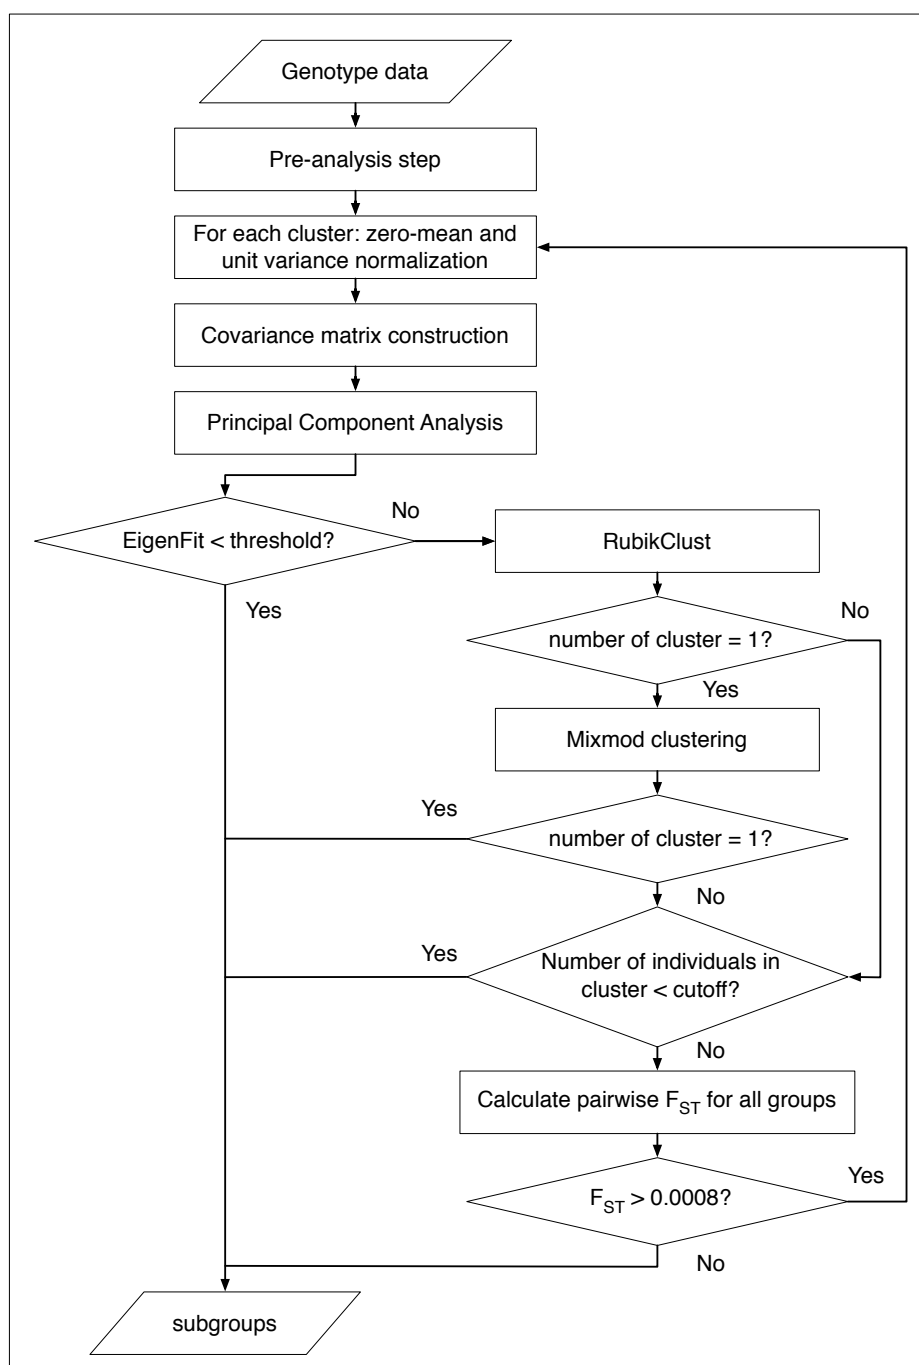 Genotype data
Pre-analysis step
For each cluster: zero-mean and
unit variance normalization
Covariance matrix construction
Principal Component Analysis
EigenFit < threshold?
No
Yes
RubikClust
number of cluster = 1?
No
Yes
Mixmod clustering
number of cluster = 1?
Yes
No
Number of individuals in
cluster < cutoff?
Yes
No
Calculate pairwise FST for all groups
FST > 0.0008?
Yes
No
subgroups